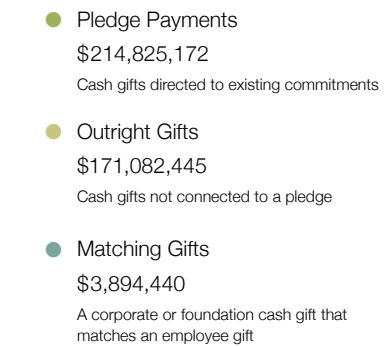 Pledge Payments
$214,825,172
Cash gifts directed to existing commitments
Outright Gifts
$171,082,445
Cash gifts not connected to a pledge
Matching Gifts
$3,894,440
A corporate or foundation cash gift that
matches an employee gift